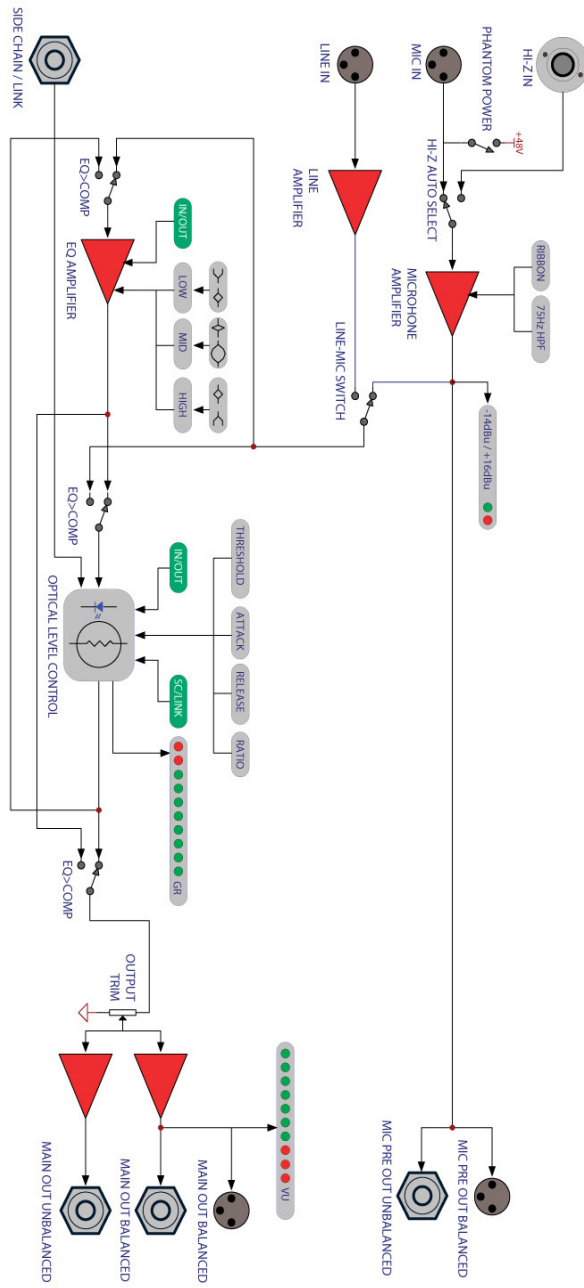 HI-Z IN
PHANTOM POWER
+48V
MIC IN
HI-Z AUTO SELECT
RIBBON
75Hz HPF
MICROHONE
AMPLIFIER
-14dBu / +16dBu
MIC PRE OUT BALANCED
MIC PRE OUT UNBALANCED
LINE IN
LINE
AMPLIFIER
LINE-MIC SWITCH
SIDE CHAIN / LINK
EQ>COMP
EQ AMPLIFIER
IN/OUT
LOW
MID
HIGH
EQ>COMP
OPTICAL LEVEL CONTROL
IN/OUT
SC/LINK
THRESHOLD
ATTACK
RELEASE
RATIO
GR
EQ>COMP
OUTPUT
TRIM
VU
MAIN OUT BALANCED
MAIN OUT BALANCED
MAIN OUT UNBALANCED